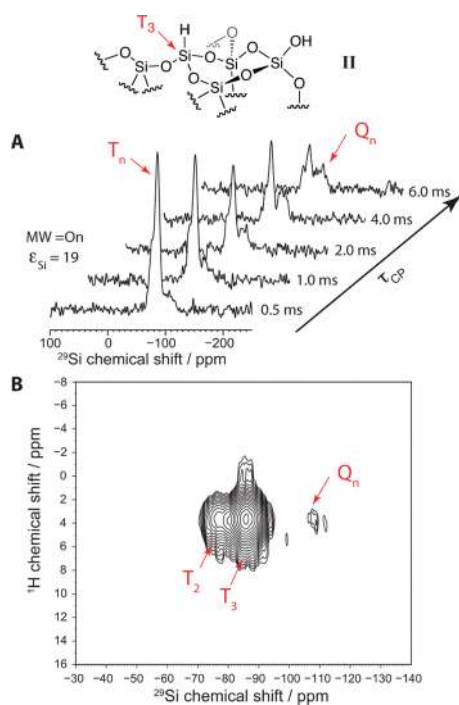 T3
H
Si
O
O
OH
O
Si
O
Si
O
Si
O
Si
O
II
A
Tn
Qn
MW =On
εSi = 19
6.0 ms
4.0 ms
2.0 ms
1.0 ms
0.5 ms
τCP
100 0 -100 -200
29Si chemical shift / ppm
B
1H chemical shift / ppm
−8
−6
−4
−2
0
2
4
6
8
10
12
14
16
Qn
T2
T3
−30 −40 −50 −60 −70 −80 −90 −100 −110 −120 −130 −140
29Si chemical shift / ppm